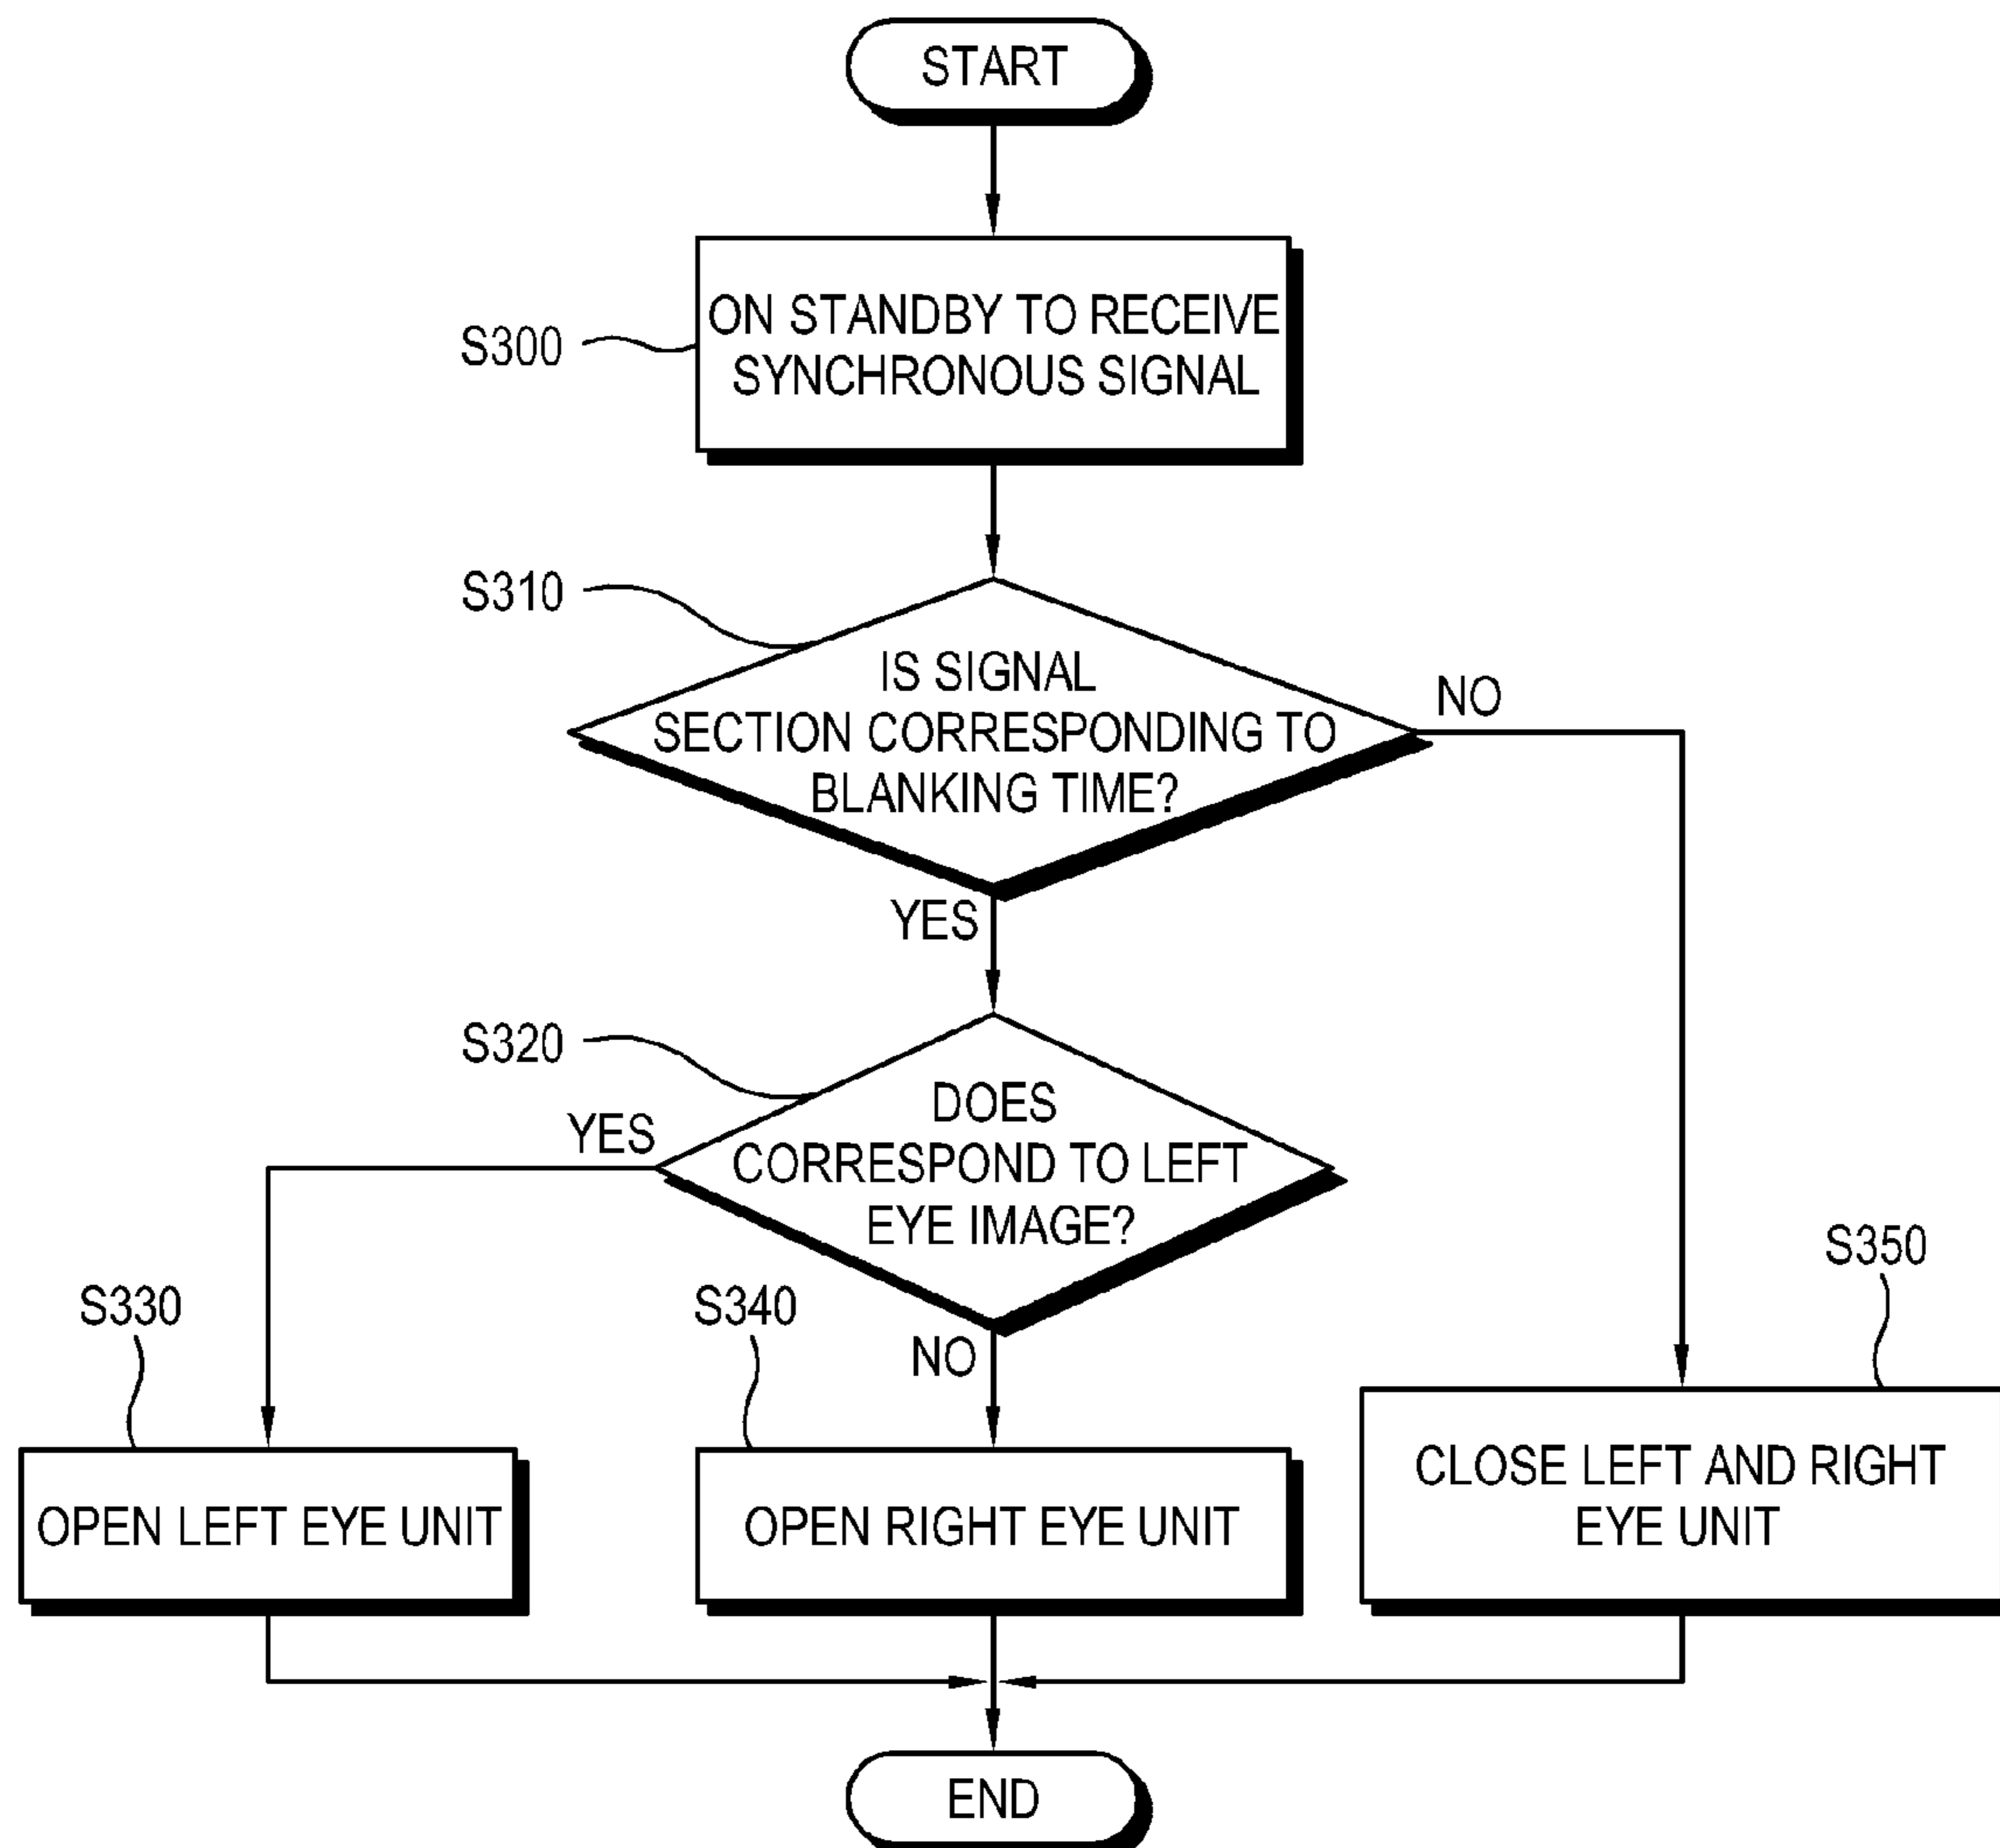 START
S300
ON STANDBY TO RECEIVE
SYNCHRONOUS SIGNAL
S310
IS SIGNAL
SECTION CORRESPONDING TO
BLANKING TIME?
NO
YES
S320
DOES
CORRESPOND TO LEFT
EYE IMAGE?
YES
NO
S330
OPEN LEFT EYE UNIT
S340
OPEN RIGHT EYE UNIT
S350
CLOSE LEFT AND RIGHT
EYE UNIT
END